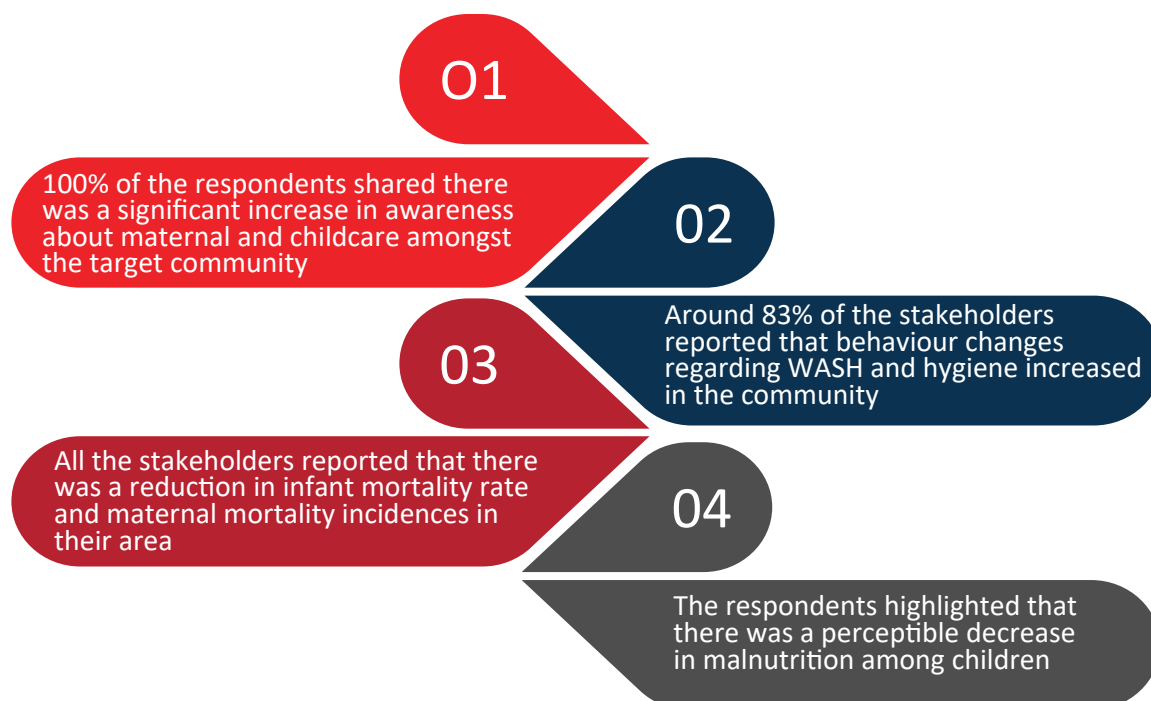 O1
100% of the respondents shared there
was a significant increase in awareness
about maternal and childcare amongst
the target community
02
Around 83% of the stakeholders
reported that behaviour changes
regarding WASH and hygiene increased
in the community
03
All the stakeholders reported that there
was a reduction in infant mortality rate
and maternal mortality incidences in
their area
04
The respondents highlighted that
there was a perceptible decrease
in malnutrition among children